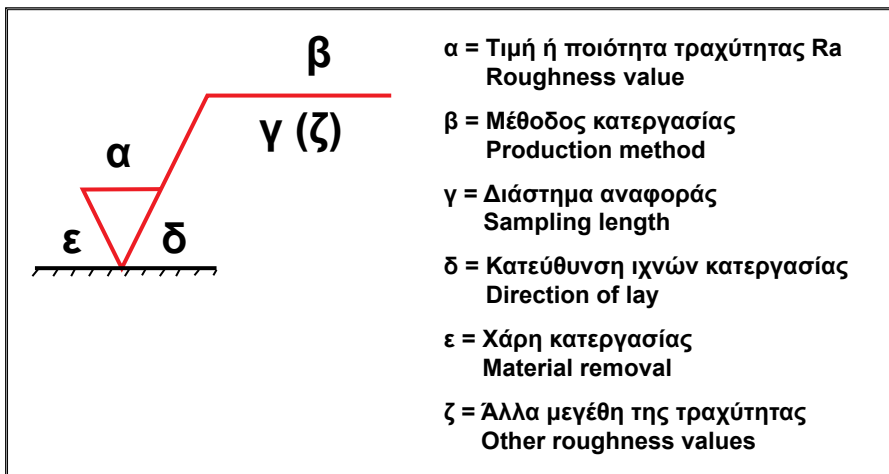 β
γ (ζ)
α
ε
δ
α = Τιμή ή ποιότητα τραχύτητας Ra
Roughness value
β = Μέθοδος κατεργασίας
Production method
γ = Διάστημα αναφοράς
Sampling length
δ = Κατεύθυνση ιχνών κατεργασίας
Direction of lay
ε = Χάρη κατεργασίας
Material removal
ζ = Άλλα μεγέθη της τραχύτητας
Other roughness values